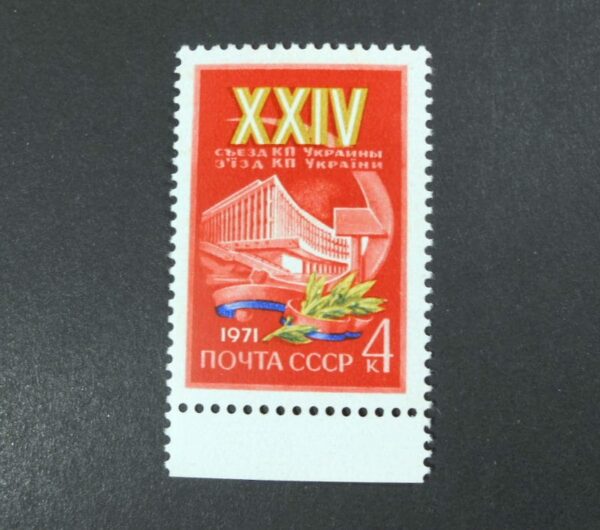 XXIV
съезд КП Украины
з'їзд КП України
1971
ПОЧТА СССР 4 к